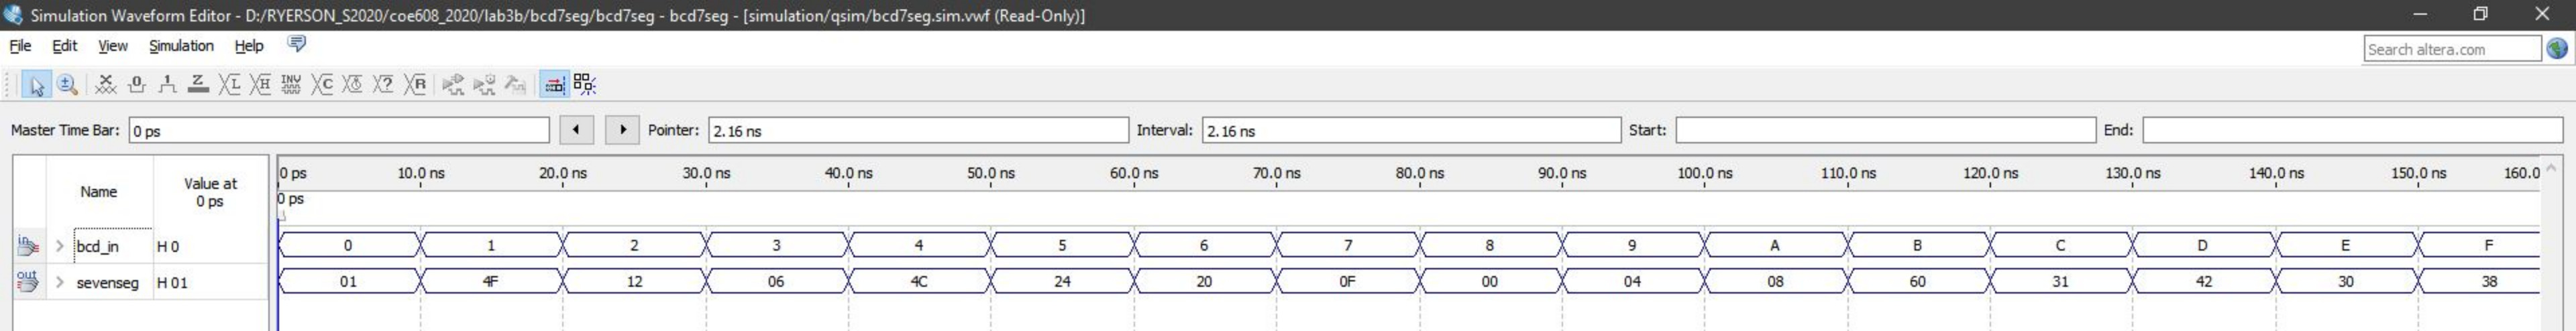 Simulation Waveform Editor - D:/RYERSON_S2020/coe608_2020/lab3b/bcd7seg/bcd7seg - bcd7seg - [simulation/qsim/bcd7seg.sim.vwf (Read-Only)]
File Edit View Simulation Help Search altera.com
Master Time Bar: 0 ps Pointer: 2.16 ns Interval: 2.16 ns Start: End:
Name Value at 0 ps
0 ps 10.0 ns 20.0 ns 30.0 ns 40.0 ns 50.0 ns 60.0 ns 70.0 ns 80.0 ns 90.0 ns 100.0 ns 110.0 ns 120.0 ns 130.0 ns 140.0 ns 150.0 ns 160.0
0 ps
in bcd_in H 0 0 1 2 3 4 5 6 7 8 9 A B C D E F
out sevenseg H 01 01 4F 12 06 4C 24 20 0F 00 04 08 60 31 42 30 38